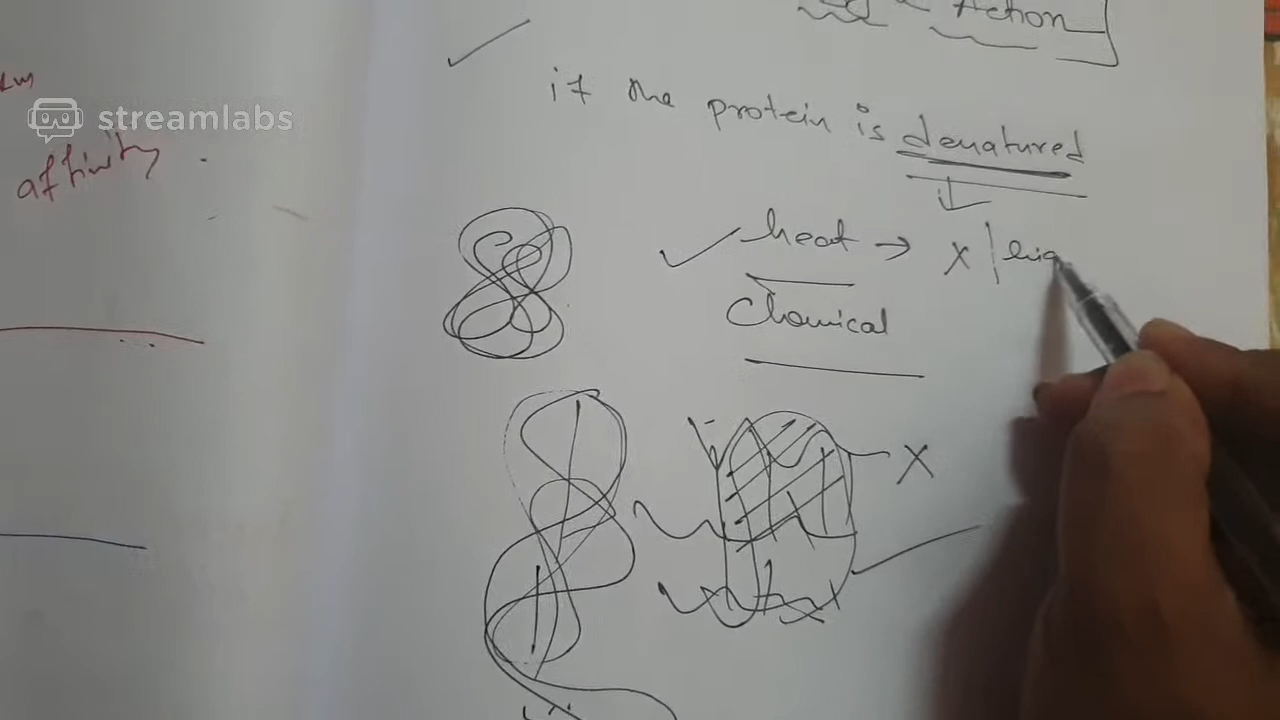 Action
streamlabs
affinity
if the protein is denatured
heat → X |
Chemical
X